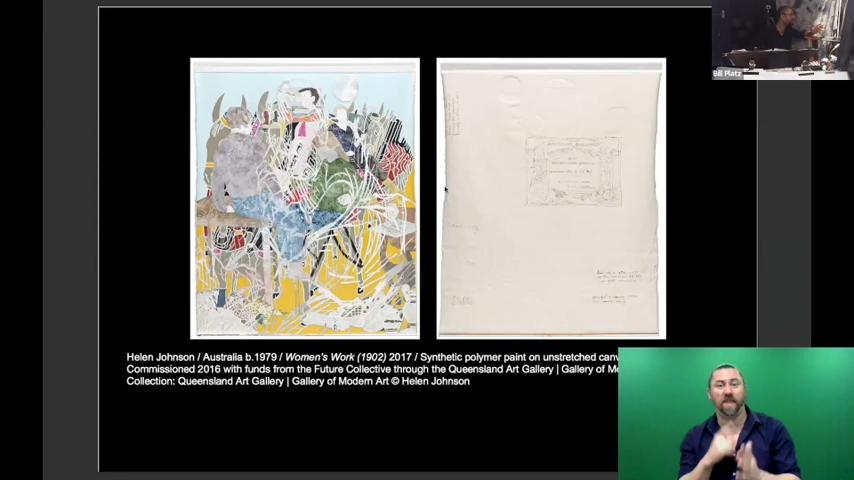 Bill Platz
Helen Johnson / Australia b.1979 / Women's Work (1902) 2017 / Synthetic polymer paint on unstretched canv
Commissioned 2016 with funds from the Future Collective through the Queensland Art Gallery | Gallery of Mo
Collection: Queensland Art Gallery | Gallery of Modern Art © Helen Johnson